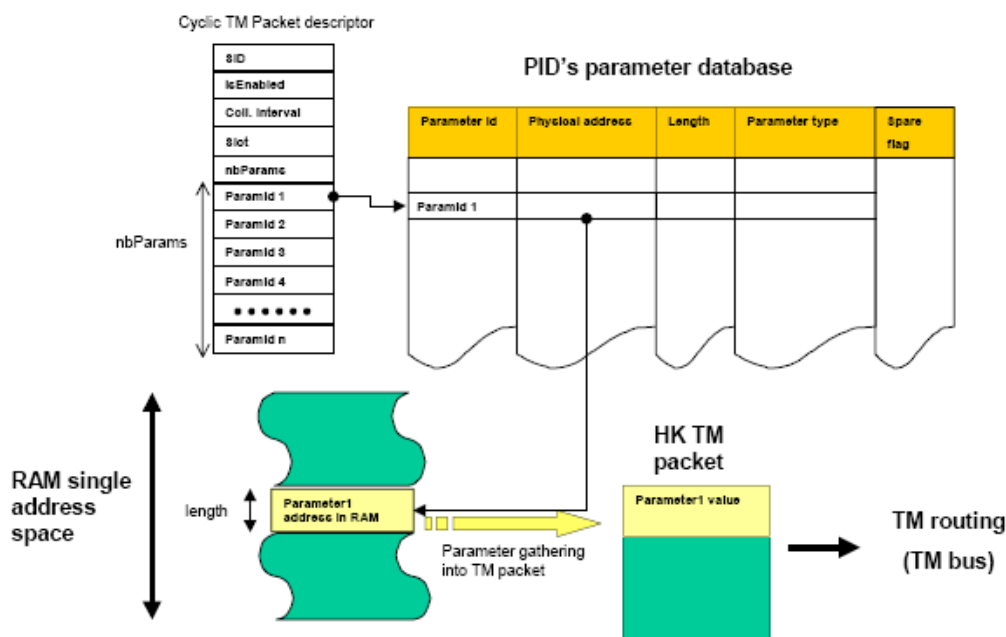 Cyclic TM Packet descriptor
SID
IsEnabled
Coll. Interval
Slot
nbParams
ParamId 1
ParamId 2
ParamId 3
ParamId 4
● ● ● ● ● ●
ParamId n
nbParams
PID's parameter database
Parameter Id
Physical address
Length
Parameter type
Spare
flag
ParamId 1
RAM single
address
space
length
Parameter1
address in RAM
Parameter gathering
into TM packet
HK TM
packet
Parameter1 value
TM routing
(TM bus)